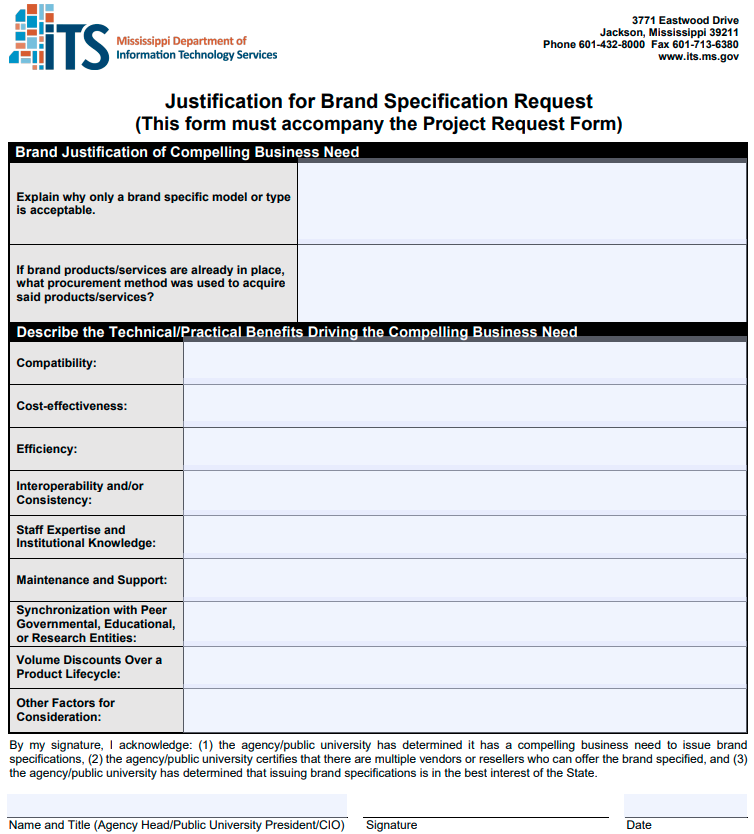 iTS
Mississippi Department of
Information Technology Services
3771 Eastwood Drive
Jackson, Mississippi 39211
Phone 601-432-8000 Fax 601-713-6380
www.its.ms.gov
Justification for Brand Specification Request
(This form must accompany the Project Request Form)
Brand Justification of Compelling Business Need
Explain why only a brand specific model or type
is acceptable.
If brand products/services are already in place,
what procurement method was used to acquire
said products/services?
Describe the Technical/Practical Benefits Driving the Compelling Business Need
Compatibility:
Cost-effectiveness:
Efficiency:
Interoperability and/or
Consistency:
Staff Expertise and
Institutional Knowledge:
Maintenance and Support:
Synchronization with Peer
Governmental, Educational,
or Research Entities:
Volume Discounts Over a
Product Lifecycle:
Other Factors for
Consideration:
By my signature, I acknowledge: (1) the agency/public university has determined it has a compelling business need to issue brand
specifications, (2) the agency/public university certifies that there are multiple vendors or resellers who can offer the brand specified, and (3)
the agency/public university has determined that issuing brand specifications is in the best interest of the State.
Name and Title (Agency Head/Public University President/CIO)
Signature
Date